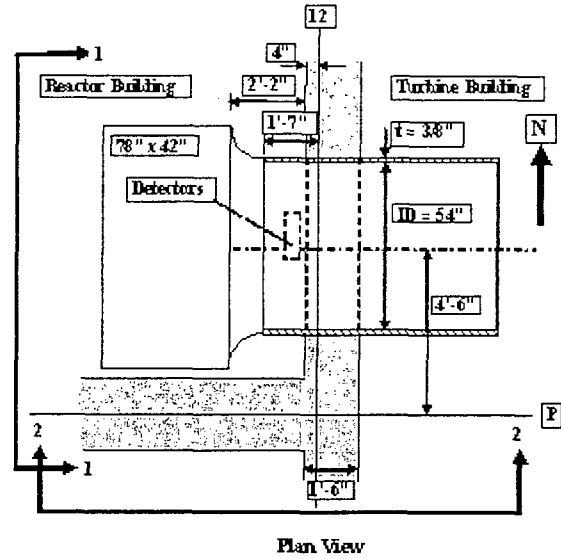 12
4"
1
2'-2"
Reactor Building
Turbine Building
1'-7"
t = 3/8"
N
78" x 42"
Detectors
ID = 54"
4'-6"
P
2
2
1
1'-6"
Plan View